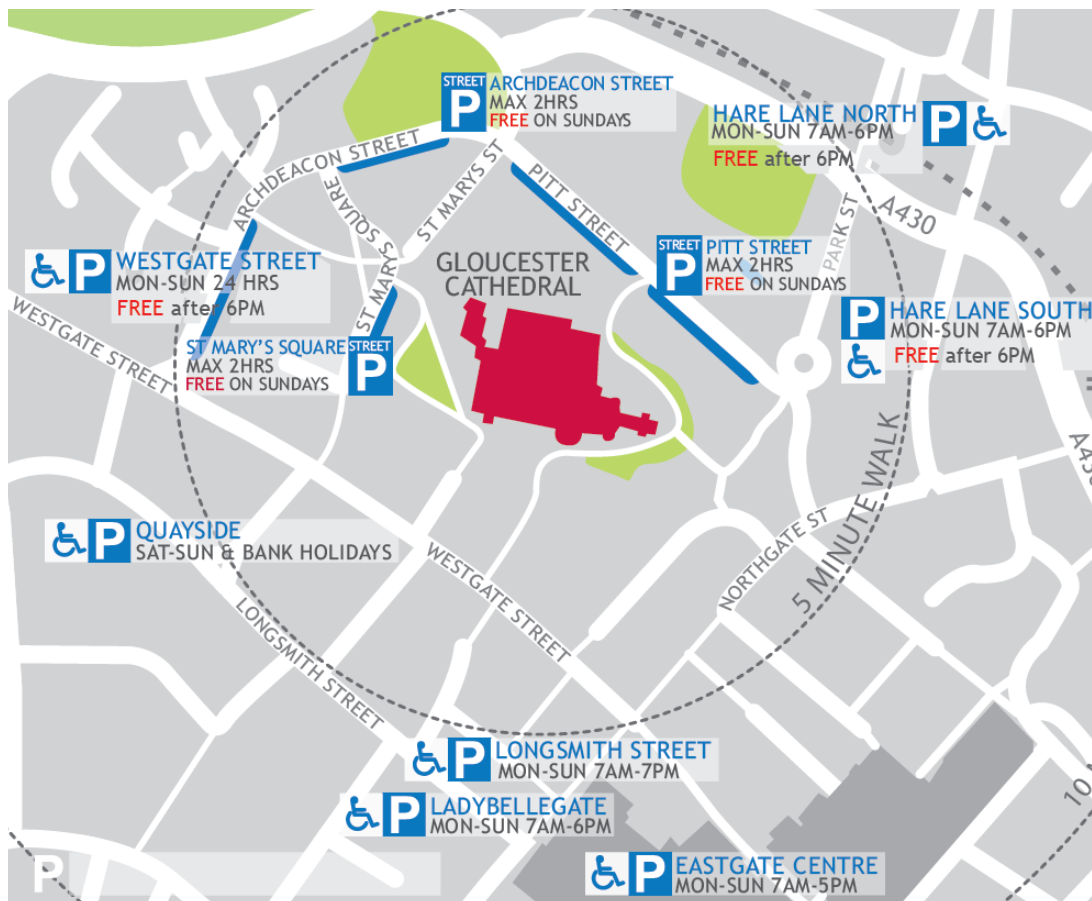 STREET
P
ARCHDEACON STREET
MAX 2HRS
FREE ON SUNDAYS
HARE LANE NORTH
MON-SUN 7AM-6PM
FREE after 6PM
P
ARCHDEACON STREET
ST MARYS ST
PITT STREET
ST MARY'S SQUARE
PARK ST
A430
P
WESTGATE STREET
MON-SUN 24 HRS
FREE after 6PM
GLOUCESTER
CATHEDRAL
STREET
P
PITT STREET
MAX 2HRS
FREE ON SUNDAYS
WESTGATE STREET
P
HARE LANE SOUTH
MON-SUN 7AM-6PM
FREE after 6PM
ST MARY'S SQUARE
MAX 2HRS
FREE ON SUNDAYS
STREET
P
A430
5 MINUTE WALK
P
QUAYSIDE
SAT-SUN & BANK HOLIDAYS
NORTHGATE ST
WESTGATE STREET
LONGSMITH STREET
P
LONGSMITH STREET
MON-SUN 7AM-7PM
P
LADYBELLEGATE
MON-SUN 7AM-6PM
10
P
P
EASTGATE CENTRE
MON-SUN 7AM-5PM